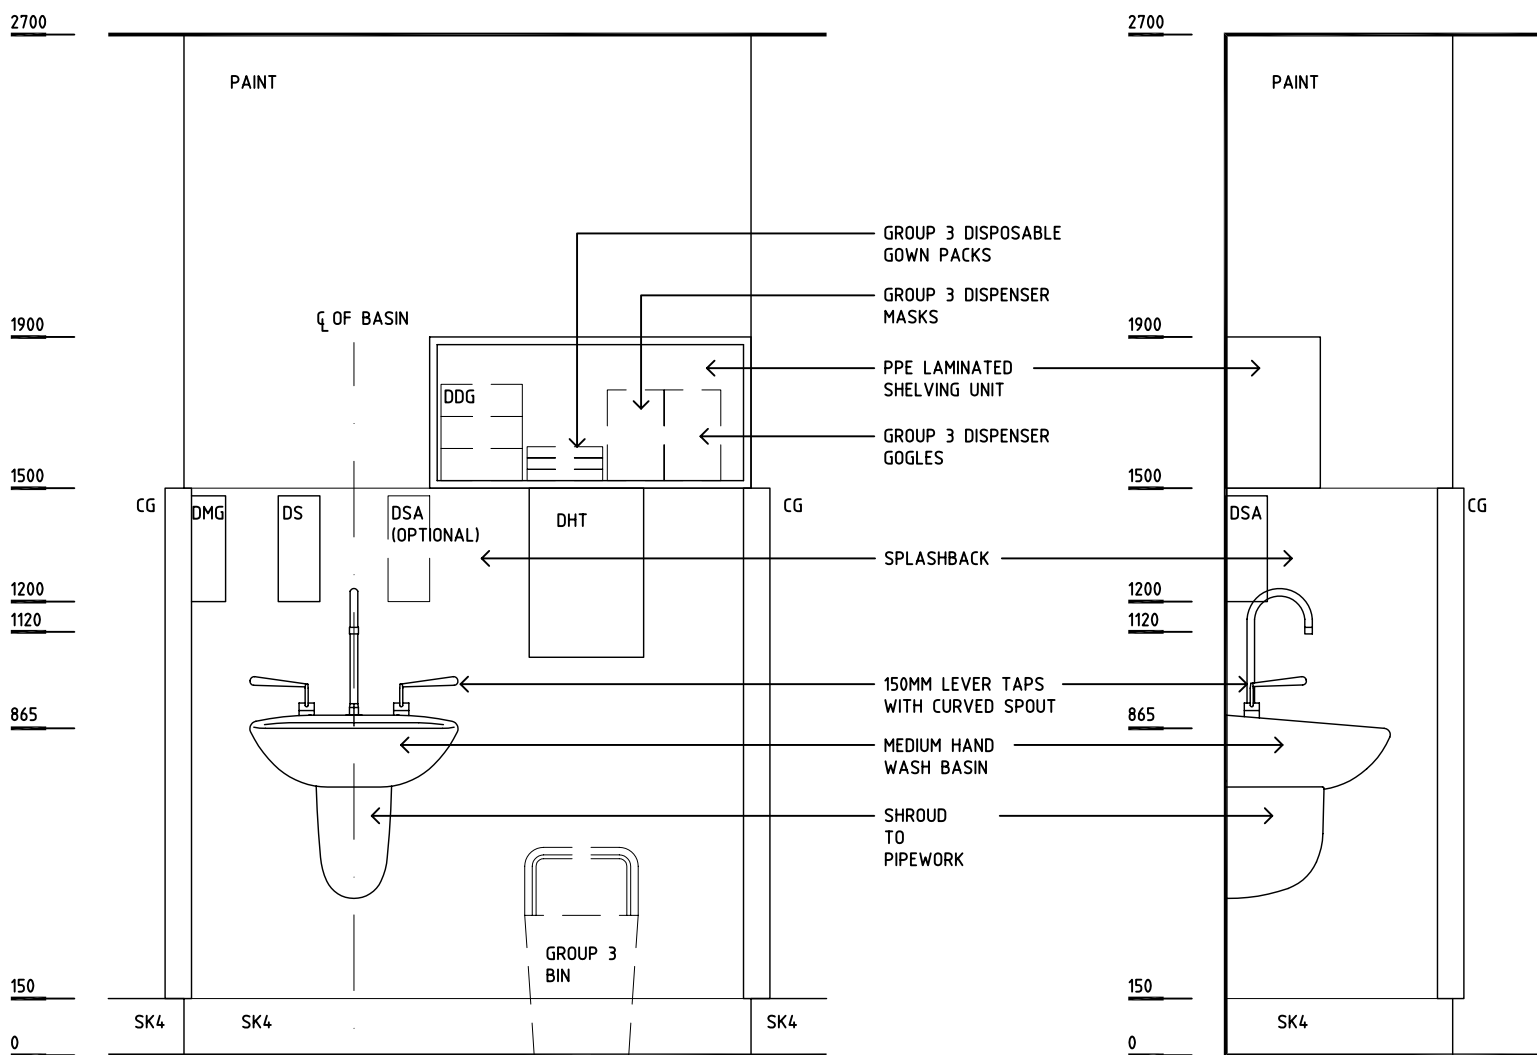 2700
2700
PAINT
PAINT
GROUP 3 DISPOSABLE
GOWN PACKS
GROUP 3 DISPENSER
MASKS
1900
℄ OF BASIN
1900
PPE LAMINATED
SHELVING UNIT
DDG
GROUP 3 DISPENSER
GOGLES
1500
1500
CG
CG
CG
DMG
DS
DSA
(OPTIONAL)
DHT
DSA
SPLASHBACK
1200
1200
1120
1120
150MM LEVER TAPS
WITH CURVED SPOUT
865
865
MEDIUM HAND
WASH BASIN
SHROUD
TO
PIPEWORK
GROUP 3
BIN
150
150
SK4
SK4
SK4
SK4
0
0